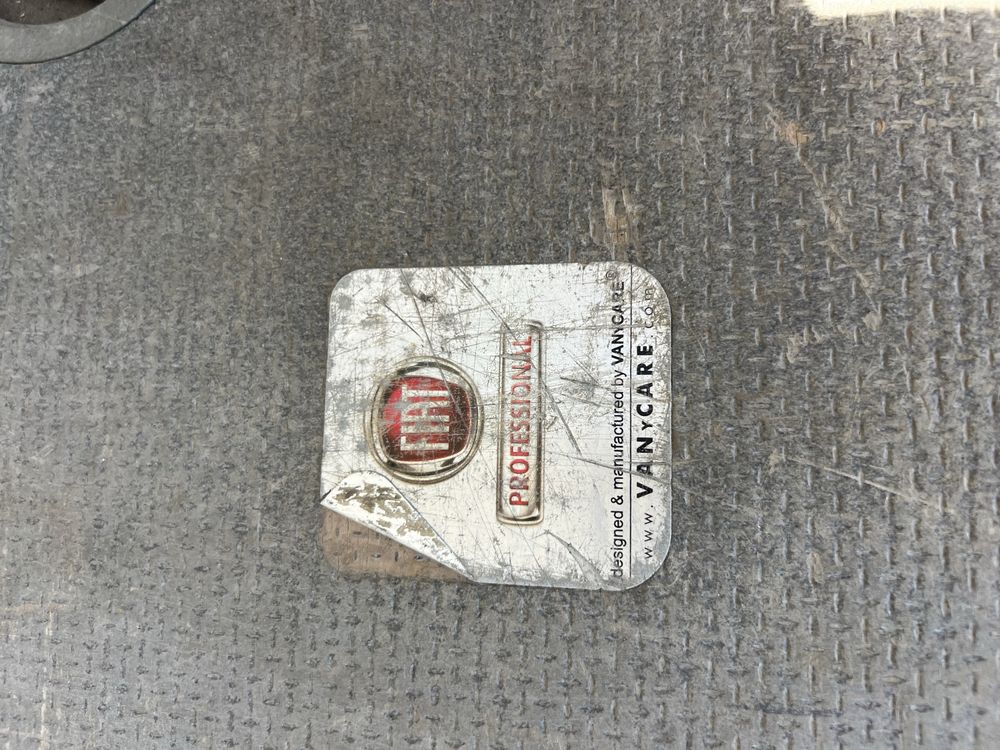 FIAT
PROFESSIONAL
designed & manufactured by VANYCARE®
www.VANYCARE.com